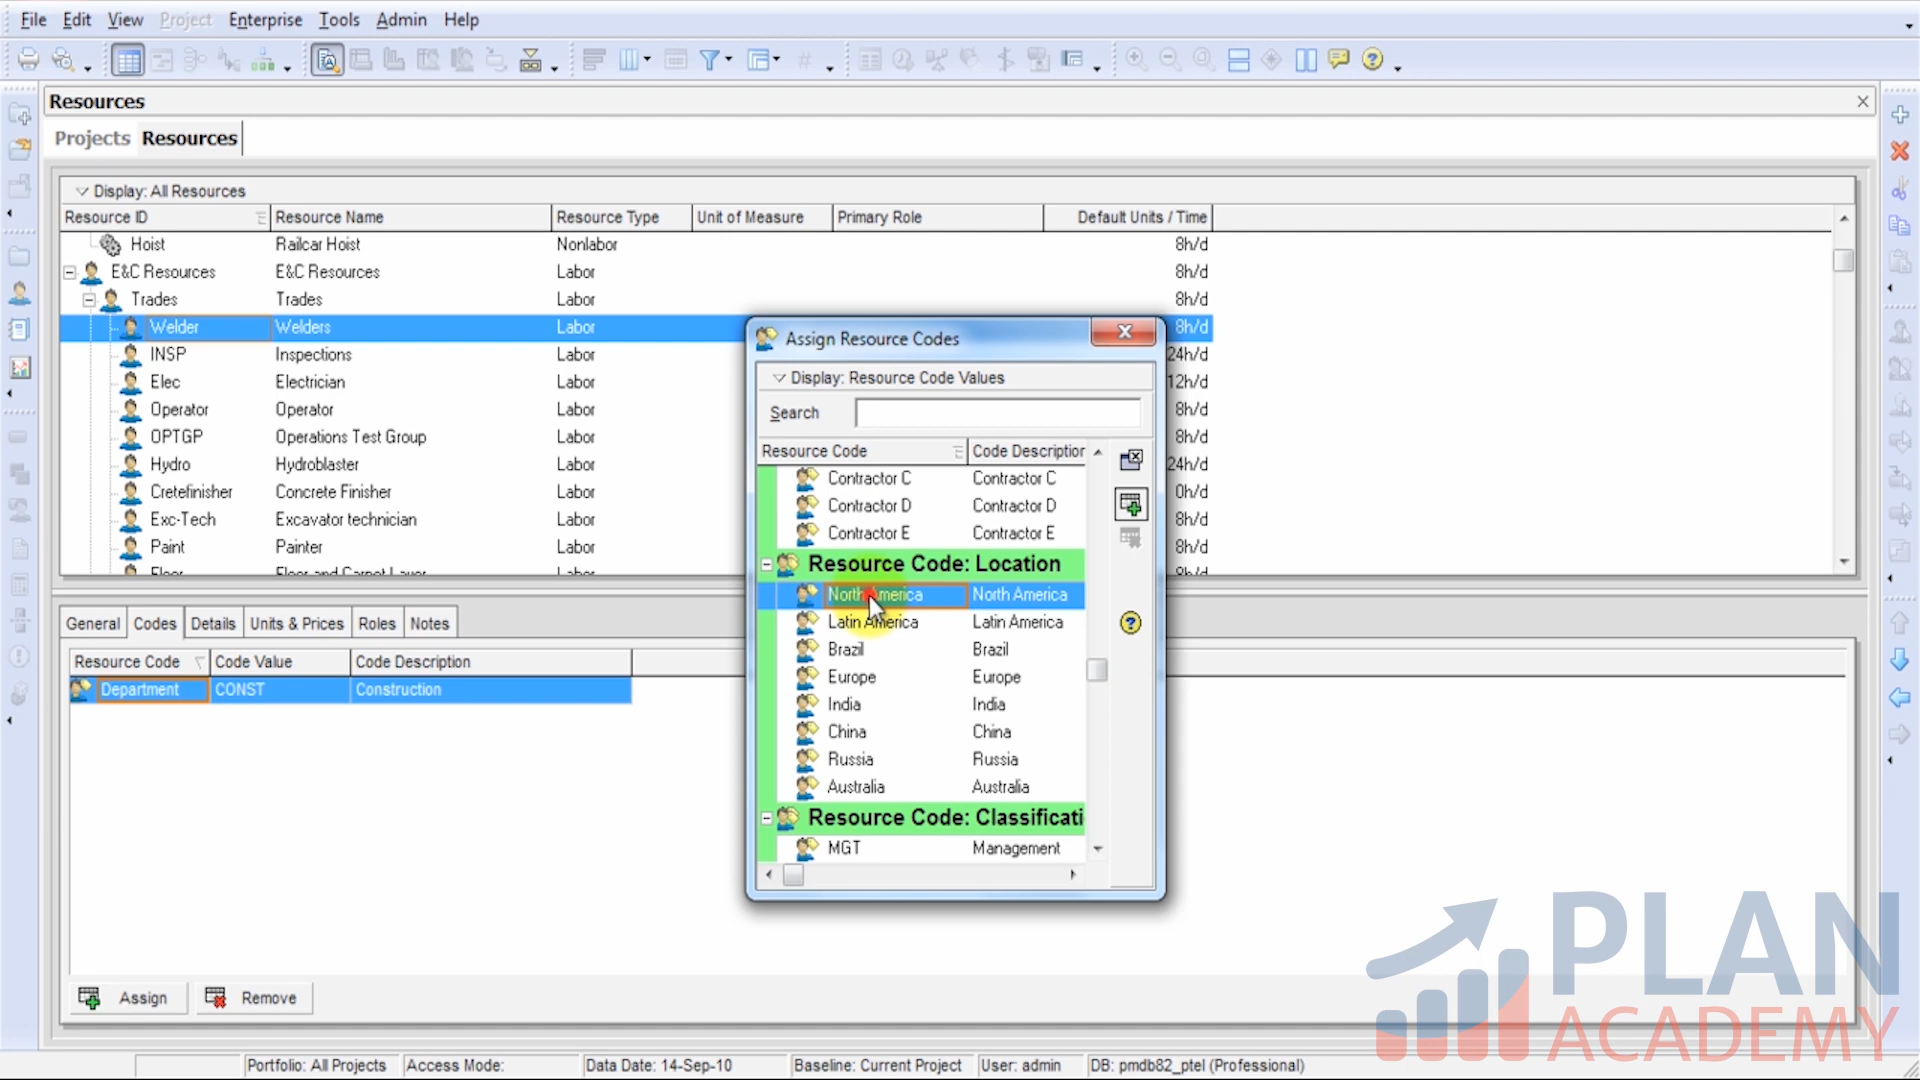 File Edit View Project Enterprise Tools Admin Help
Resources
Projects Resources
Display: All Resources
Resource ID Resource Name Resource Type Unit of Measure Primary Role Default Units / Time
Hoist Railcar Hoist Nonlabor 8h/d
E&C Resources E&C Resources Labor 8h/d
Trades Trades Labor 8h/d
Welder Welders Labor 8h/d
INSP Inspections Labor 24h/d
Elec Electrician Labor 12h/d
Operator Operator Labor 8h/d
OPTGP Operations Test Group Labor 8h/d
Hydro Hydroblaster Labor 24h/d
Cretefinisher Concrete Finisher Labor 0h/d
Exc-Tech Excavator technician Labor 8h/d
Paint Painter Labor 8h/d
Floor Floor and Carpet Layer Labor 8h/d
Assign Resource Codes
Display: Resource Code Values
Search
Resource Code Code Description
Contractor C Contractor C
Contractor D Contractor D
Contractor E Contractor E
Resource Code: Location
North America North America
Latin America Latin America
Brazil Brazil
Europe Europe
India India
China China
Russia Russia
Australia Australia
Resource Code: Classificati
MGT Management
General Codes Details Units & Prices Roles Notes
Resource Code Code Value Code Description
Department CONST Construction
Assign Remove
PLAN
ACADEMY
Portfolio: All Projects Access Mode: Data Date: 14-Sep-10 Baseline: Current Project User: admin DB: pmdb82_ptel (Professional)